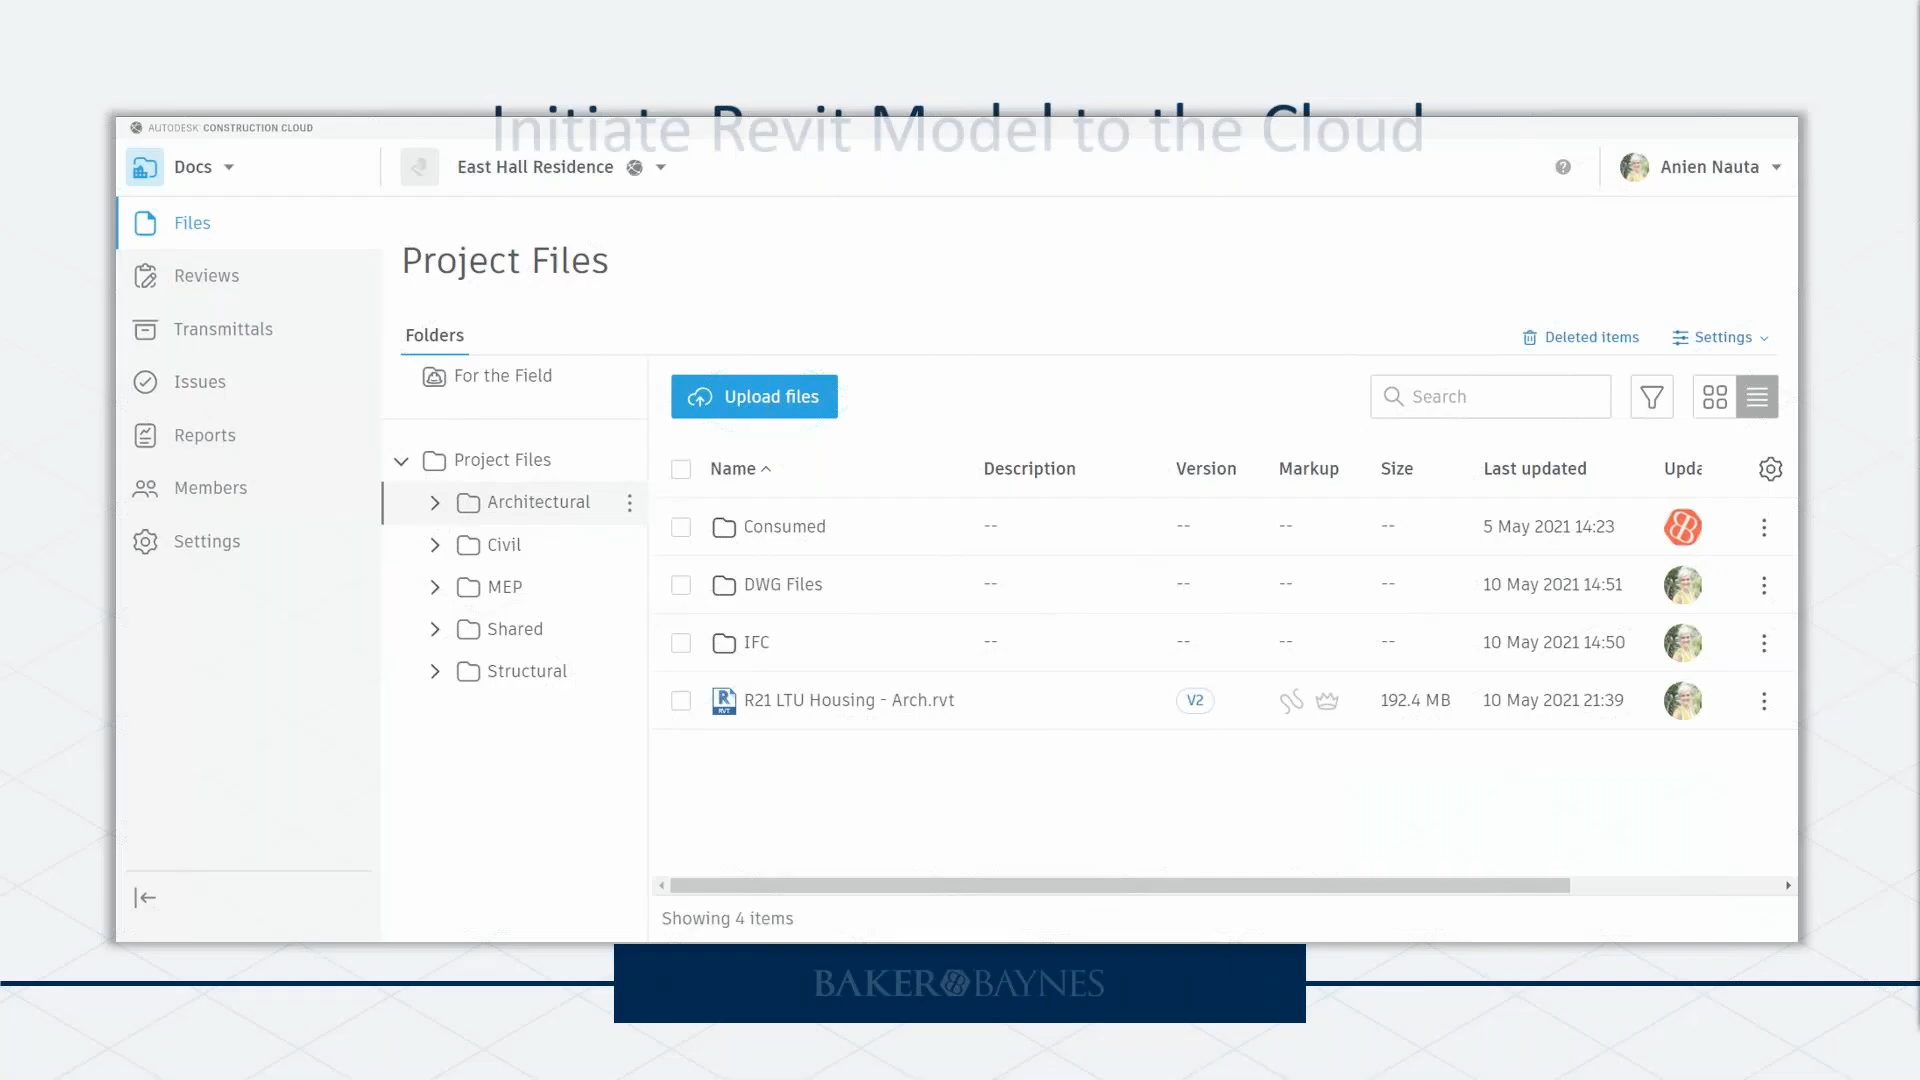 Initiate Revit Model to the Cloud
AUTODESK® CONSTRUCTION CLOUD
Docs
East Hall Residence
Anien Nauta
Files
Reviews
Transmittals
Issues
Reports
Members
Settings
Project Files
Folders
Deleted items
Settings
For the Field
Project Files
Architectural
Civil
MEP
Shared
Structural
Upload files
Search
Name Description Version Markup Size Last updated Upda
Consumed -- -- -- -- 5 May 2021 14:23
DWG Files -- -- -- -- 10 May 2021 14:51
IFC -- -- -- -- 10 May 2021 14:50
R21 LTU Housing - Arch.rvt V2 192.4 MB 10 May 2021 21:39
Showing 4 items
BAKER BAYNES